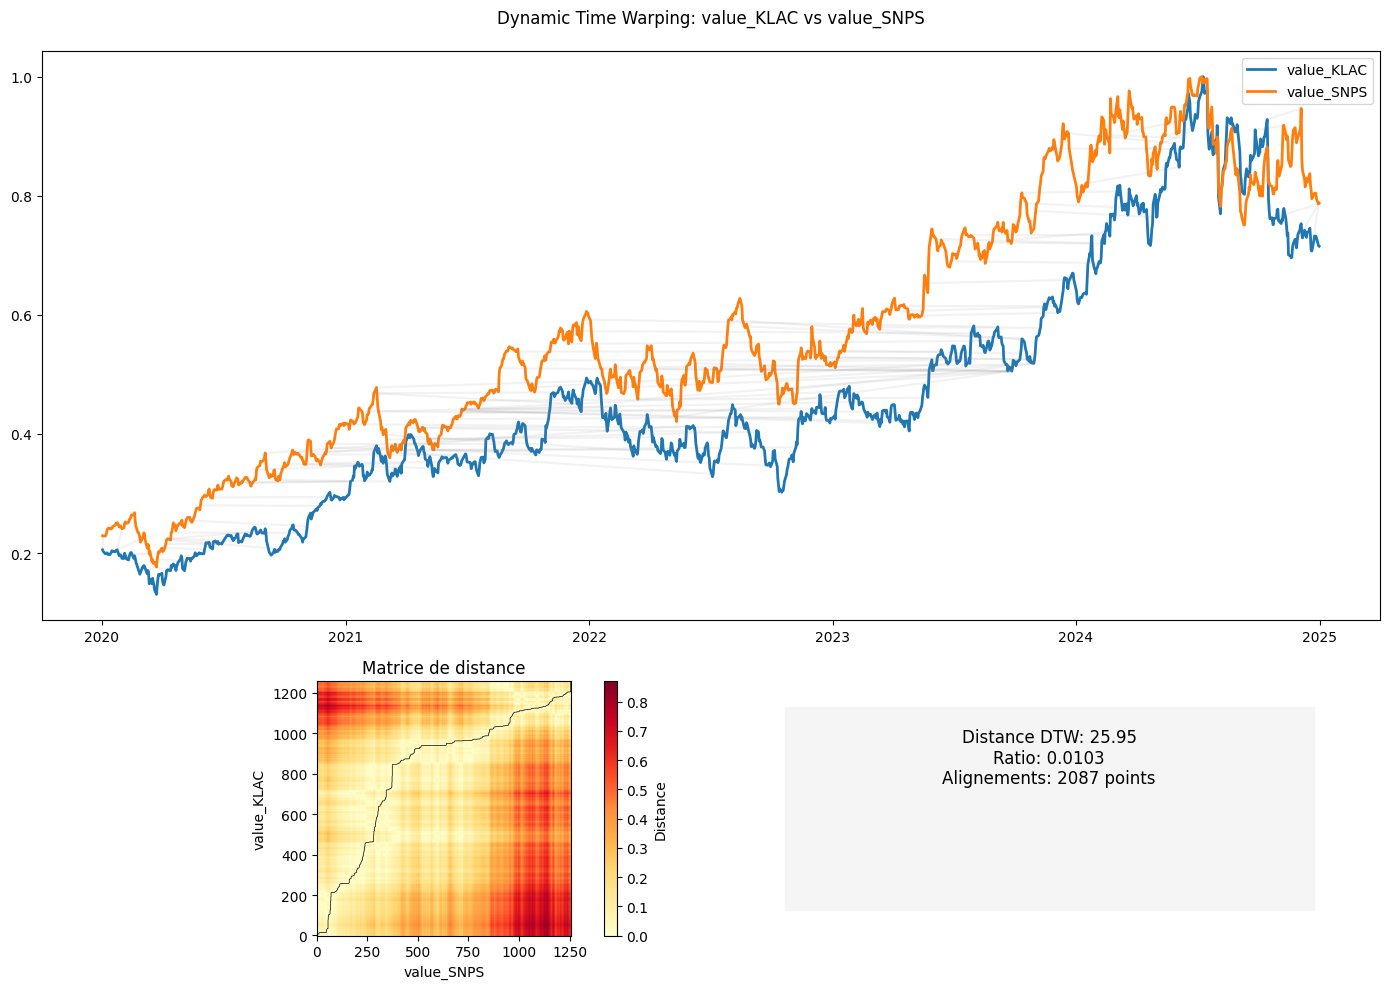 Dynamic Time Warping: value_KLAC vs value_SNPS
value_KLAC
value_SNPS
1.0
0.8
0.6
0.4
0.2
2020 2021 2022 2023 2024 2025
Matrice de distance
value_KLAC
1200
1000
800
600
400
200
0
0 250 500 750 1000 1250
value_SNPS
0.8
0.7
0.6
0.5
0.4
0.3
0.2
0.1
0.0
Distance
Distance DTW: 25.95
Ratio: 0.0103
Alignements: 2087 points